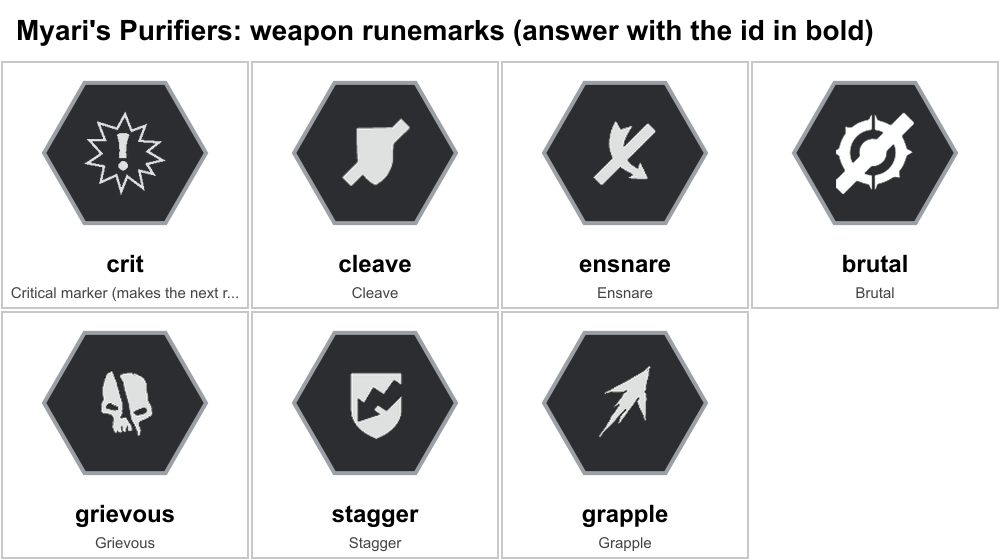 Myari's Purifiers: weapon runemarks (answer with the id in bold)
crit
Critical marker (makes the next r...
cleave
Cleave
ensnare
Ensnare
brutal
Brutal
grievous
Grievous
stagger
Stagger
grapple
Grapple